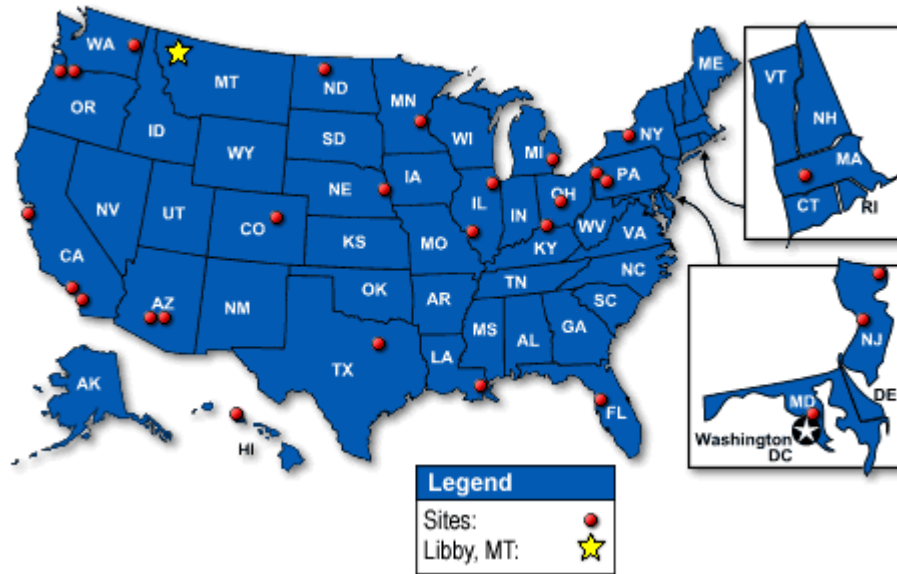 WA
MT
ND
MN
OR
ID
WY
SD
WI
MI
NY
ME
NV
UT
CO
NE
IA
IL
IN
OH
PA
CA
AZ
NM
KS
MO
KY
WV
VA
OK
AR
TN
NC
SC
TX
LA
MS
AL
GA
FL
AK
HI
VT
NH
MA
CT
RI
NJ
MD
DE
Washington
DC
Legend
Sites:
Libby, MT: